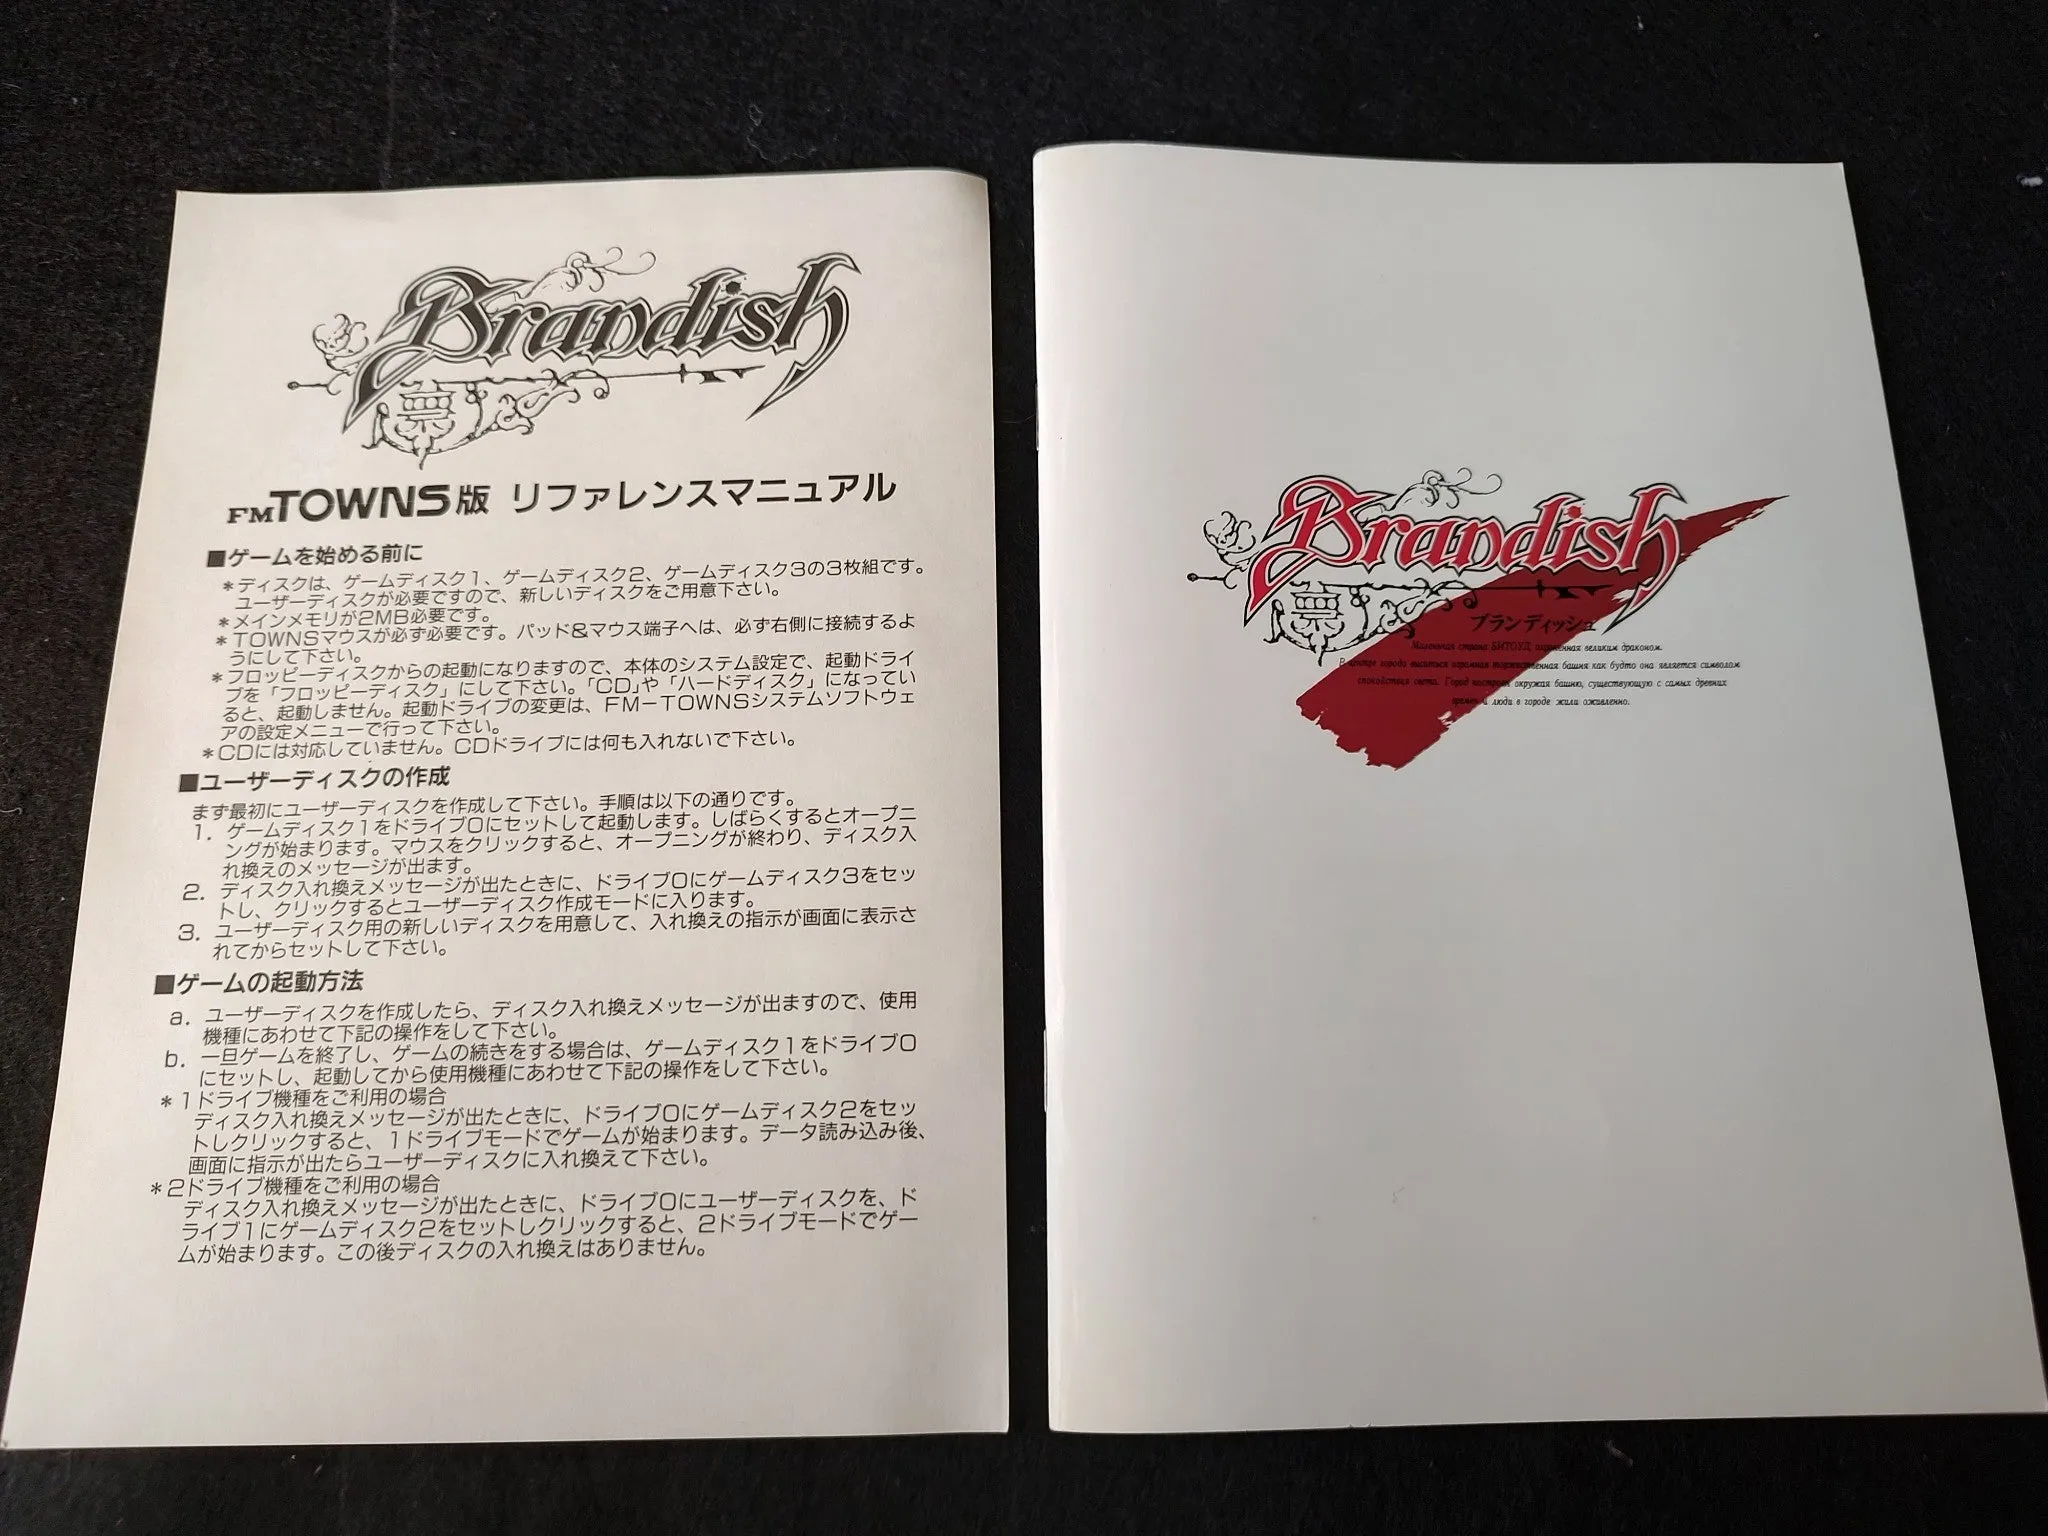 Brandish
FM TOWNS版 リファレンスマニュアル
■ゲームを始める前に
＊ディスクは、ゲームディスク1、ゲームディスク2、ゲームディスク3の3枚組です。
ユーザーディスクが必要ですので、新しいディスクをご用意下さい。
＊メインメモリが2MB必要です。
＊TOWNSマウスが必ず必要です。パッド&マウス端子へは、必ず右側に接続するよ
うにして下さい。
＊フロッピーディスクからの起動になりますので、本体のシステム設定で、起動ドライ
ブを「フロッピーディスク」にして下さい。「CD」や「ハードディスク」になってい
ると、起動しません。起動ドライブの変更は、FM－TOWNSシステムソフトウェ
アの設定メニューで行って下さい。
＊CDには対応していません。CDドライブには何も入れないで下さい。
■ユーザーディスクの作成
まず最初にユーザーディスクを作成して下さい。手順は以下の通りです。
1. ゲームディスク1をドライブ0にセットして起動します。しばらくするとオープニ
ングが始まります。マウスをクリックすると、オープニングが終わり、ディスク入
れ換えのメッセージが出ます。
2. ディスク入れ換えメッセージが出たときに、ドライブ0にゲームディスク3をセッ
トし、クリックするとユーザーディスク作成モードに入ります。
3. ユーザーディスク用の新しいディスクを用意して、入れ換えの指示が画面に表示さ
れてからセットして下さい。
■ゲームの起動方法
a. ユーザーディスクを作成したら、ディスク入れ換えメッセージが出ますので、使用
機種にあわせて下記の操作をして下さい。
b. 一旦ゲームを終了し、ゲームの続きをする場合は、ゲームディスク1をドライブ0
にセットし、起動してから使用機種にあわせて下記の操作をして下さい。
＊1ドライブ機種をご利用の場合
ディスク入れ換えメッセージが出たときに、ドライブ0にゲームディスク2をセッ
トしクリックすると、1ドライブモードでゲームが始まります。データ読み込み後、
画面に指示が出たらユーザーディスクに入れ換えて下さい。
＊2ドライブ機種をご利用の場合
ディスク入れ換えメッセージが出たときに、ドライブ0にユーザーディスクを、ド
ライブ1にゲームディスク2をセットしクリックすると、2ドライブモードでゲー
ムが始まります。この後ディスクの入れ換えはありません。
Brandish
ブランディッシュ
Маленькая страна БИТОУД, охраненная великим драконом.
В центре городо выситься огромная торжественная башня как будто она является символом
спокойствия света. Город построен окружая башню, существующую с самых древних
времен и люди в городе жили оживленно.